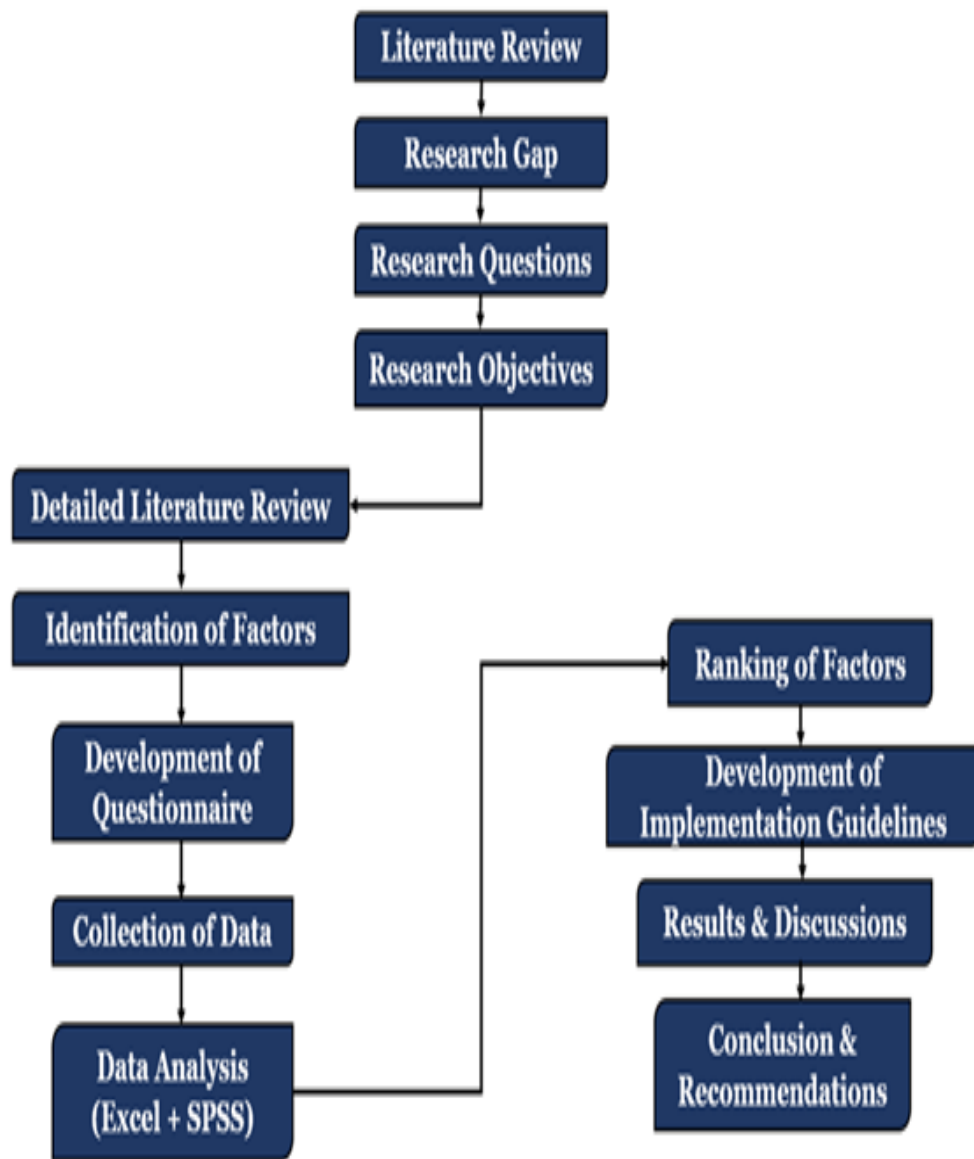 Literature Review
Research Gap
Research Questions
Research Objectives
Detailed Literature Review
Identification of Factors
Development of
Questionnaire
Collection of Data
Data Analysis
(Excel + SPSS)
Ranking of Factors
Development of
Implementation Guidelines
Results & Discussions
Conclusion &
Recommendations